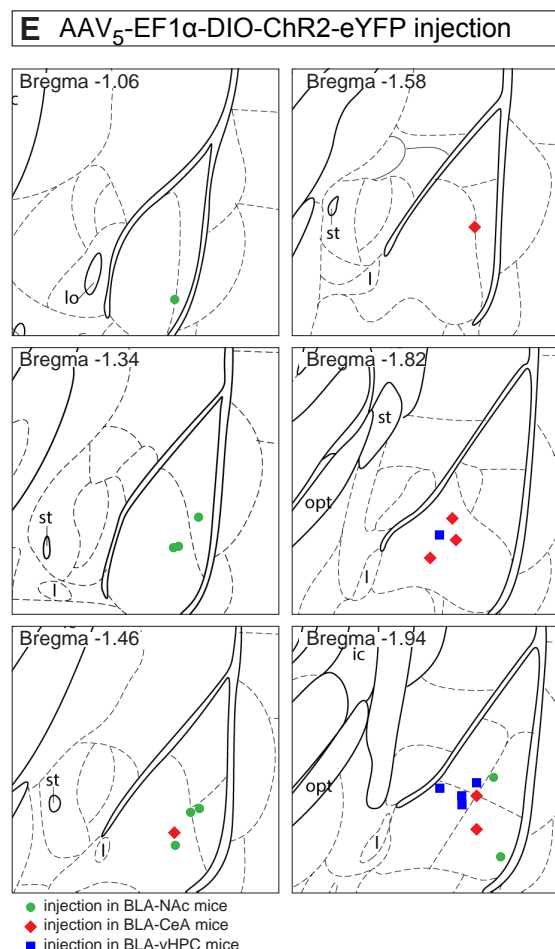 E AAV5-EF1α-DIO-ChR2-eYFP injection
Bregma -1.06
c
lo
Bregma -1.58
st
I
Bregma -1.34
st
I
Bregma -1.82
st
opt
I
Bregma -1.46
st
I
Bregma -1.94
ic
opt
I
injection in BLA-NAc mice
injection in BLA-CeA mice
injection in BLA-vHPC mice